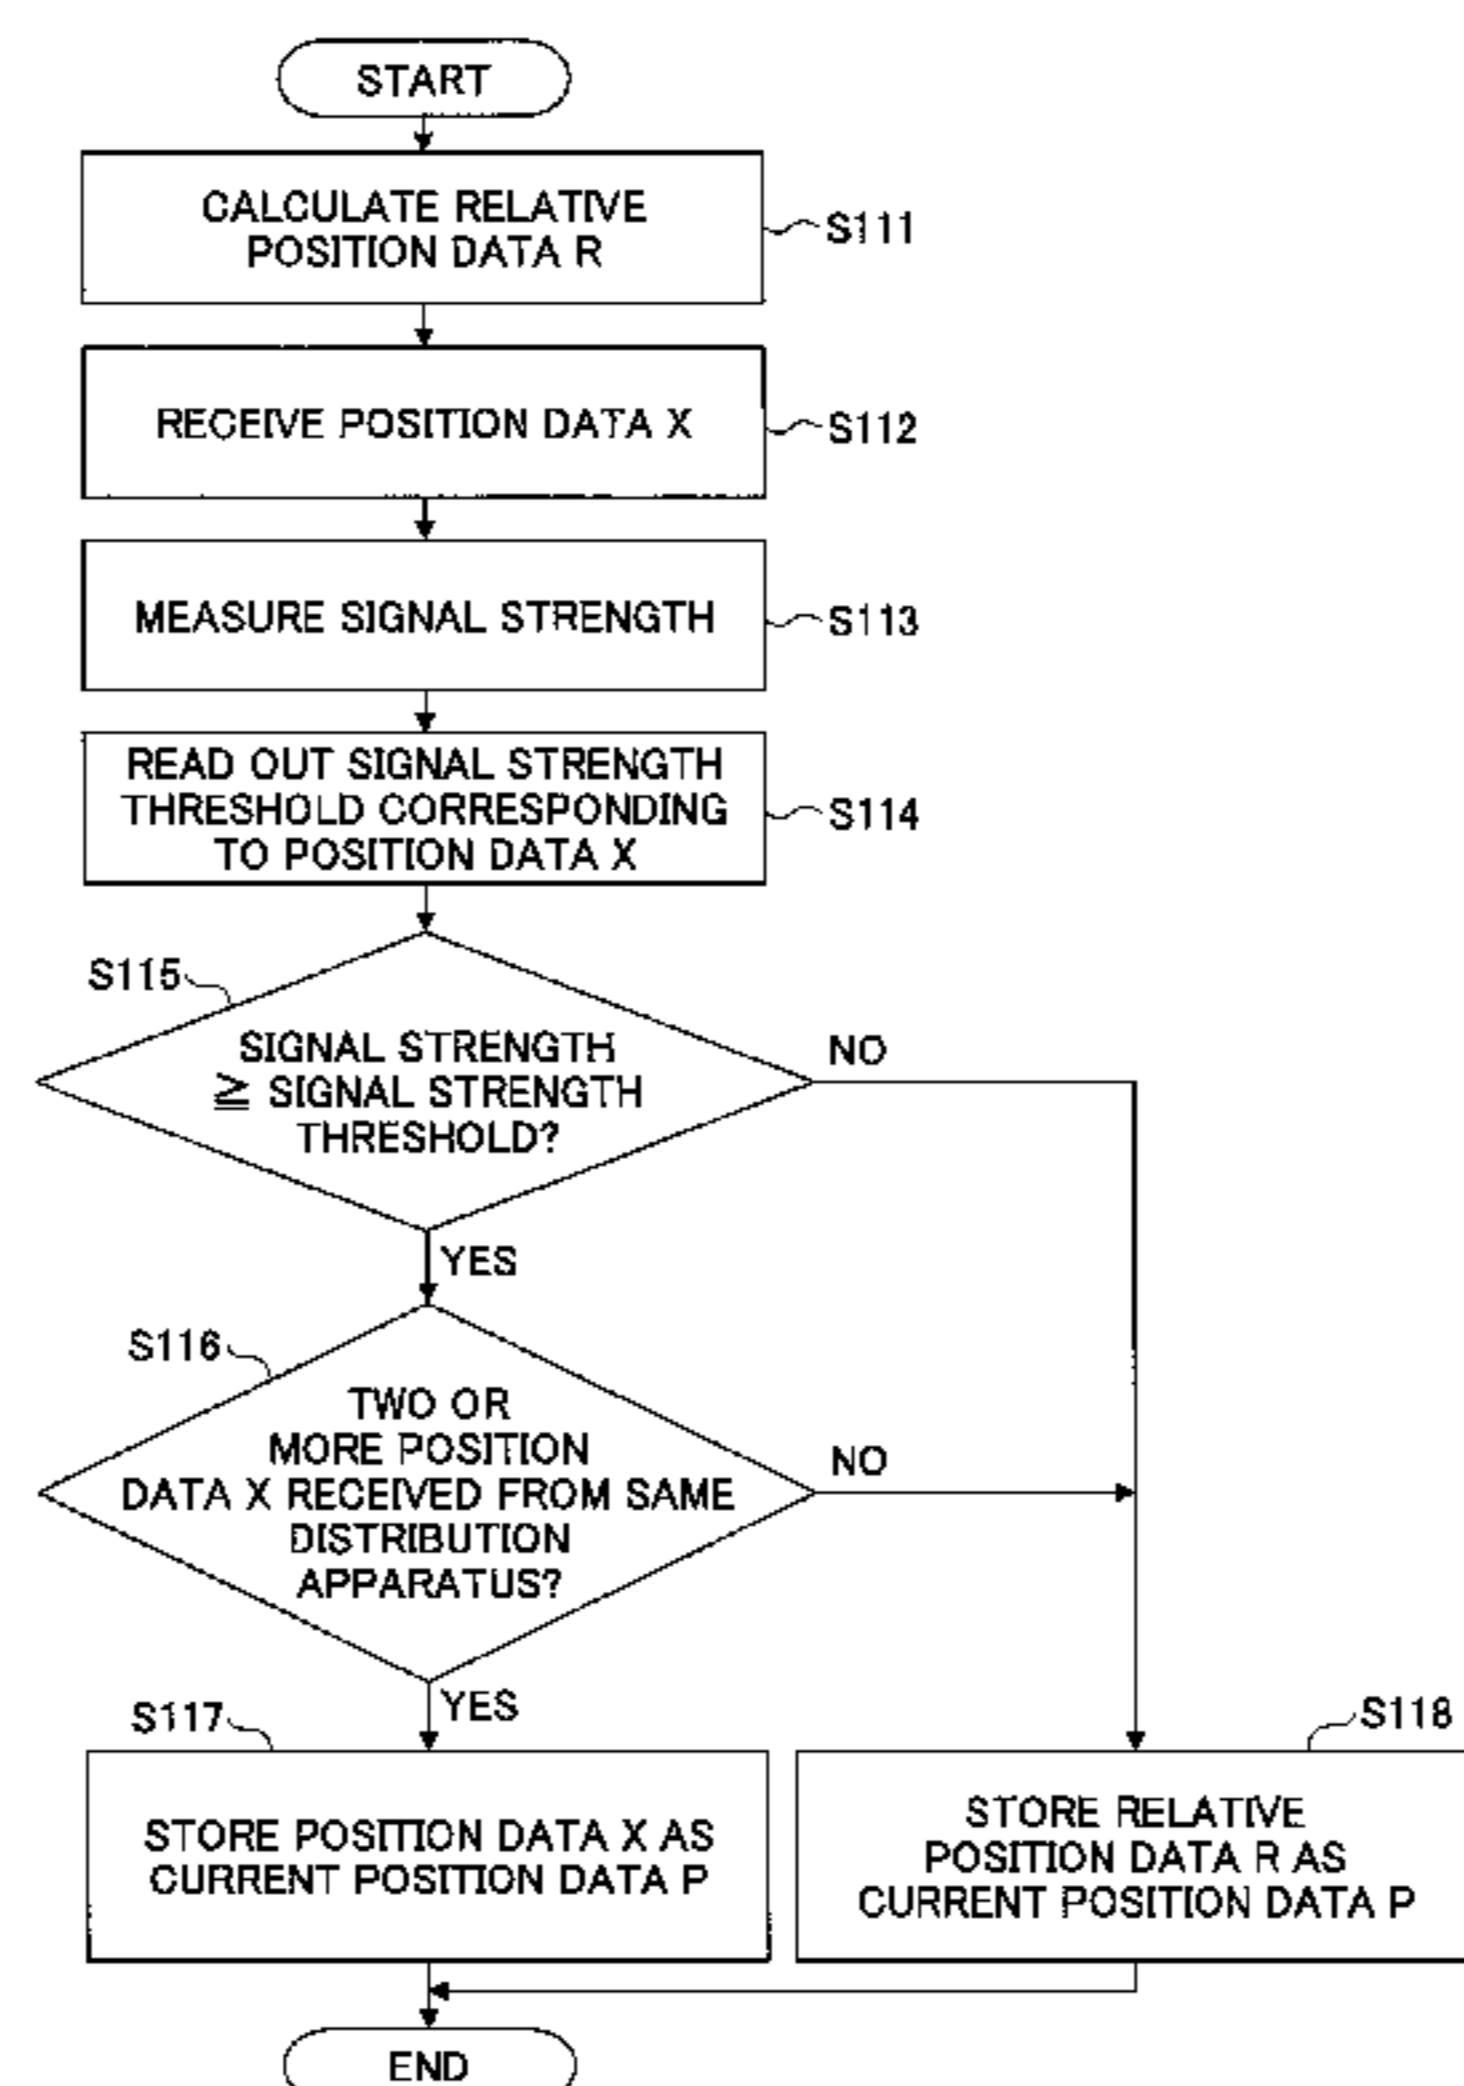 START
CALCULATE RELATIVE
POSITION DATA R
S111
RECEIVE POSITION DATA X
S112
MEASURE SIGNAL STRENGTH
S113
READ OUT SIGNAL STRENGTH
THRESHOLD CORRESPONDING
TO POSITION DATA X
S114
S115
SIGNAL STRENGTH
≧ SIGNAL STRENGTH
THRESHOLD?
NO
YES
S116
TWO OR
MORE POSITION
DATA X RECEIVED FROM SAME
DISTRIBUTION
APPARATUS?
NO
YES
S117
STORE POSITION DATA X AS
CURRENT POSITION DATA P
S118
STORE RELATIVE
POSITION DATA R AS
CURRENT POSITION DATA P
END